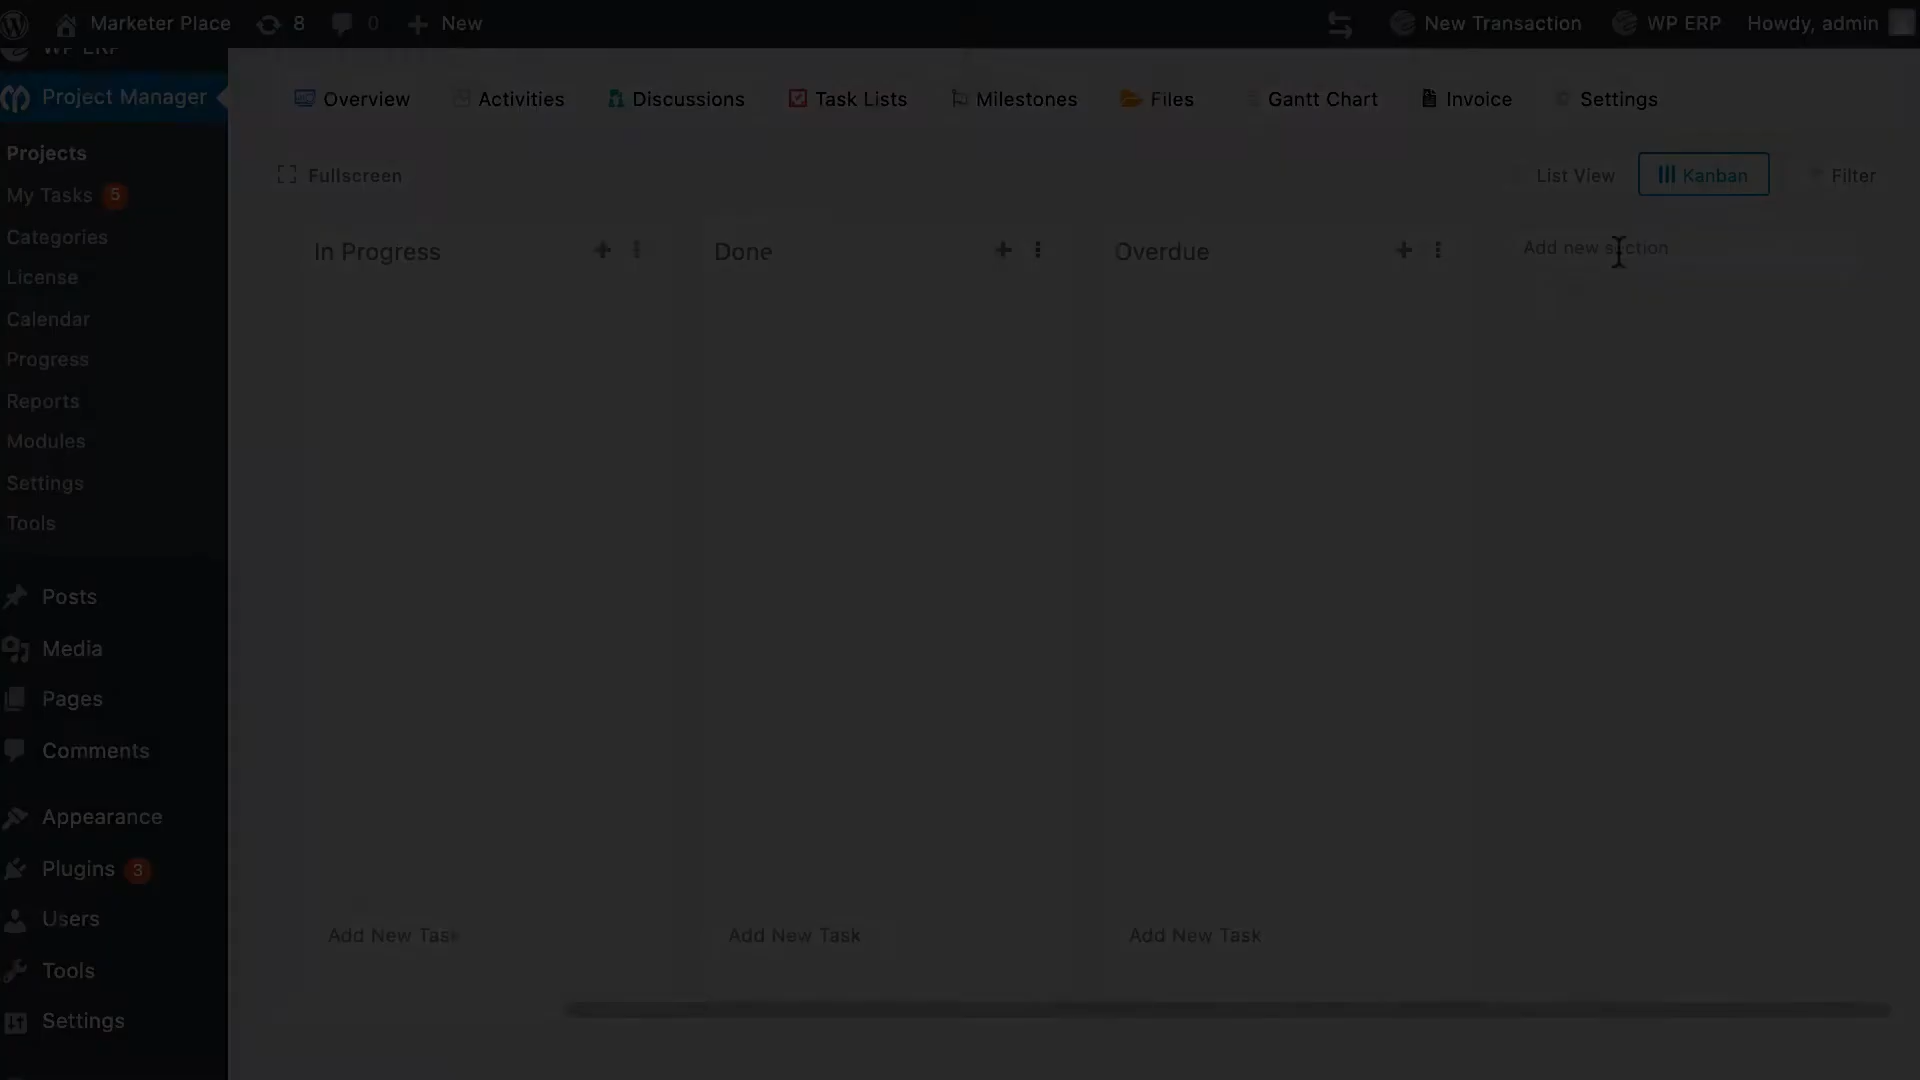 Marketer Place 8 0 New New Transaction WP ERP Howdy, admin
WP ERP
Project Manager
Projects
My Tasks 5
Categories
License
Calendar
Progress
Reports
Modules
Settings
Tools
Posts
Media
Pages
Comments
Appearance
Plugins 3
Users
Tools
Settings
Overview Activities Discussions Task Lists Milestones Files Gantt Chart Invoice Settings
Fullscreen List View Kanban Filter
In Progress Done Overdue Add new section
Add New Task Add New Task Add New Task